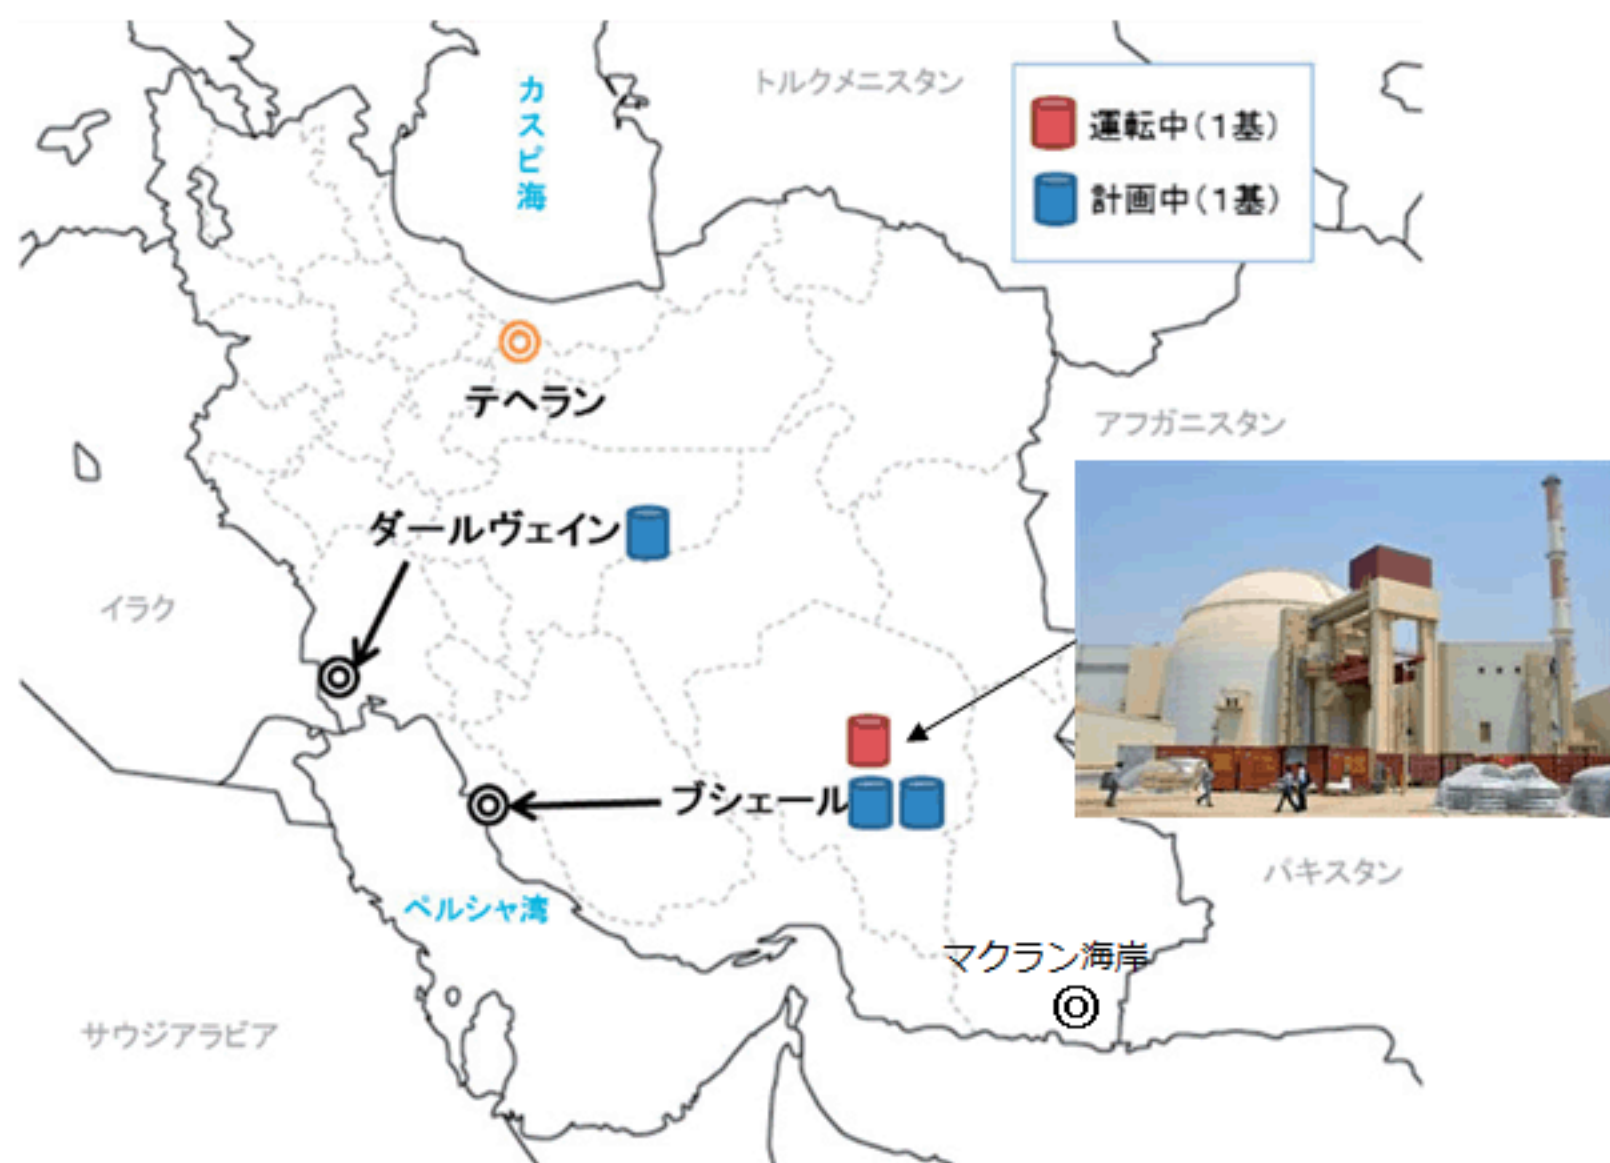 カスピ海
トルクメニスタン
運転中(1基)
計画中(1基)
テヘラン
アフガニスタン
ダールヴェイン
イラク
ブシェール
パキスタン
ペルシャ湾
マクラン海岸
サウジアラビア